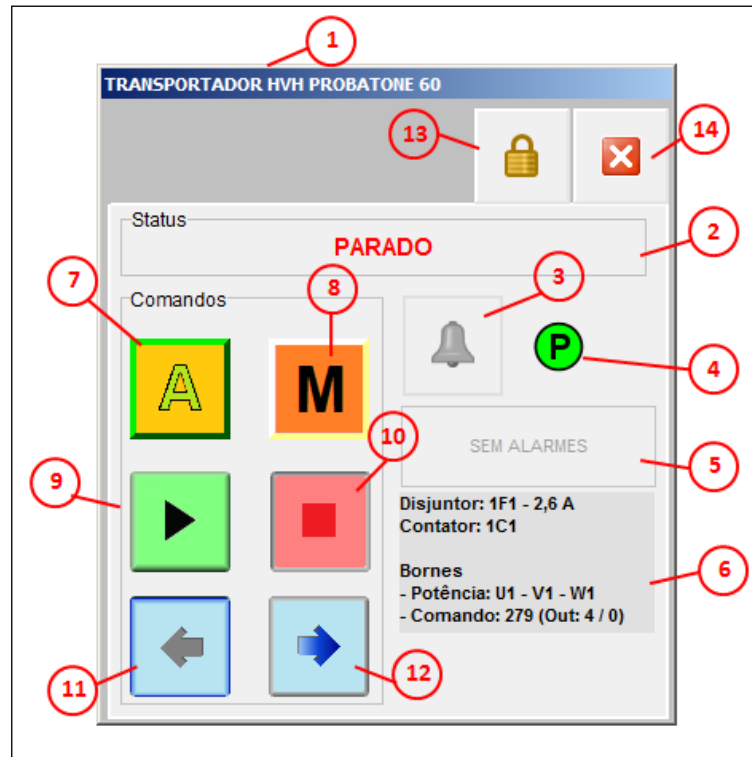 1
TRANSPORTADOR HVH PROBATONE 60
13
14
Status
PARADO
2
7
Comandos
8
3
A
M
P
4
10
SEM ALARMES
5
9
Disjuntor: 1F1 - 2,6 A
Contator: 1C1
Bornes
- Potência: U1 - V1 - W1
- Comando: 279 (Out: 4 / 0)
6
11
12